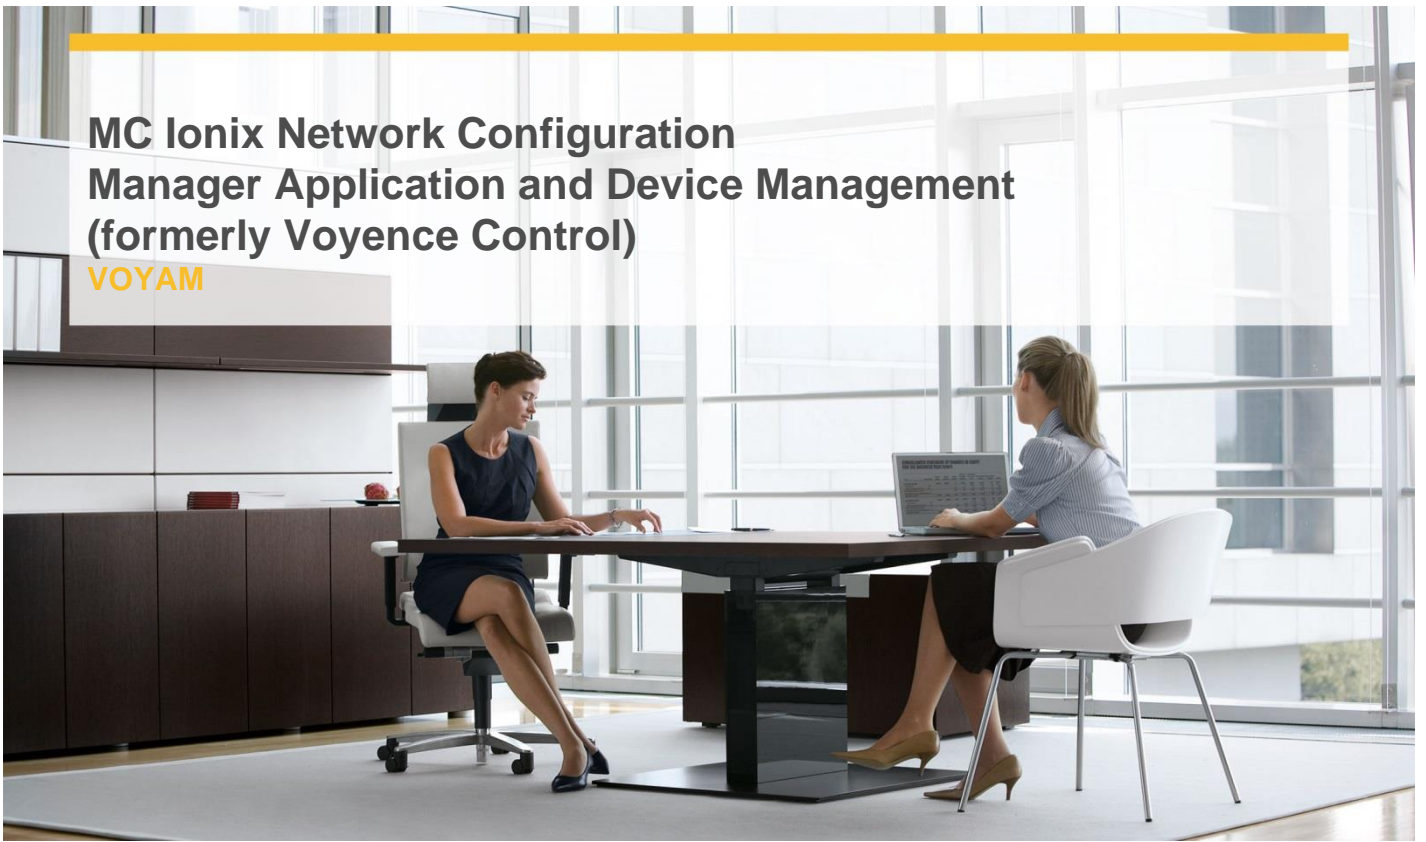 MC Ionix Network Configuration
Manager Application and Device Management
(formerly Voyence Control)
VOYAM